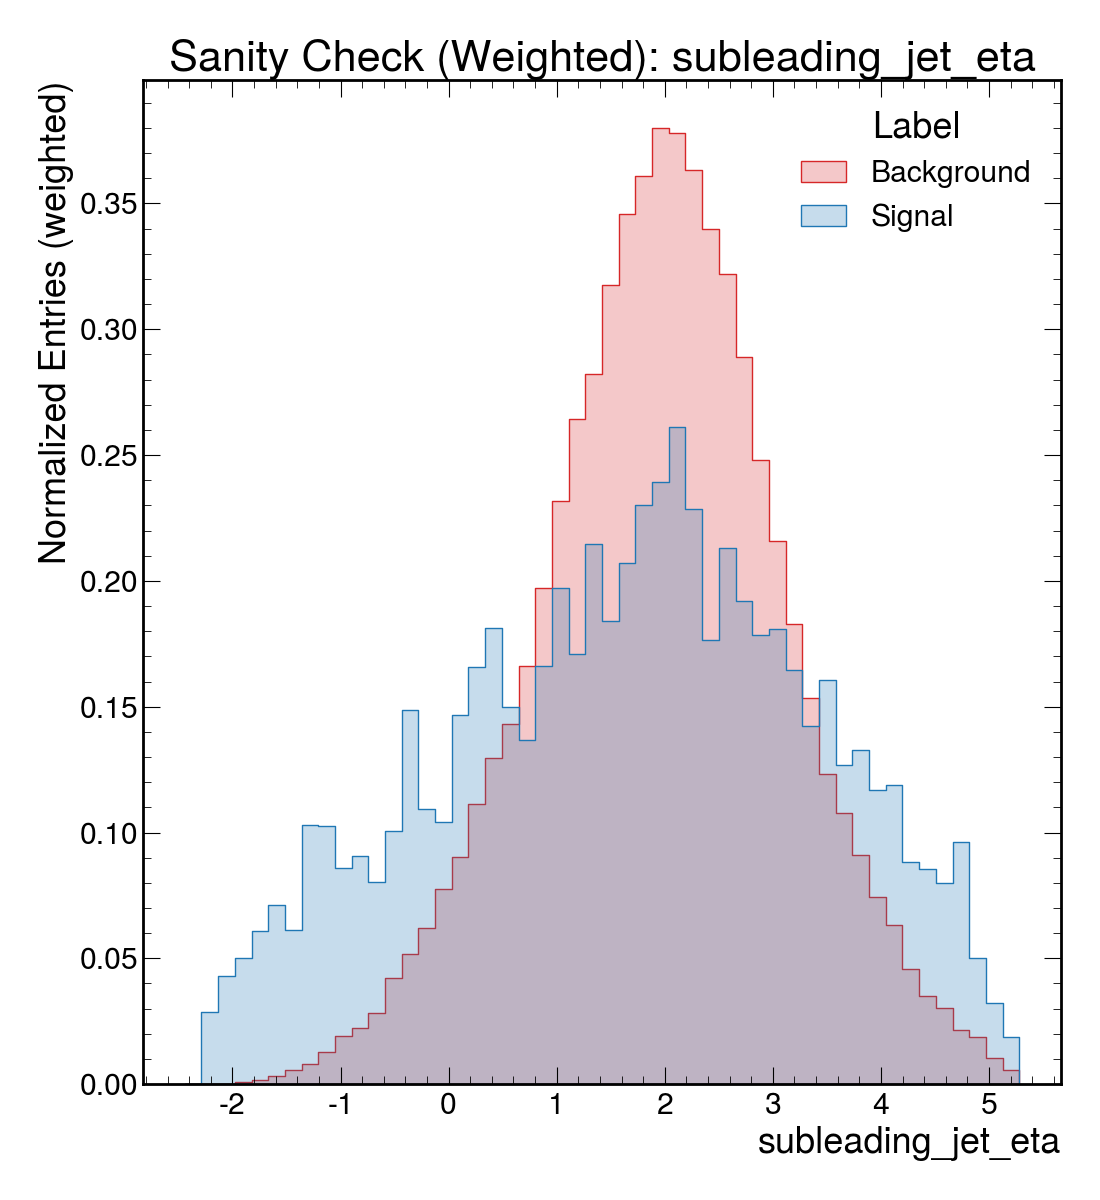 Sanity Check (Weighted): subleading_jet_eta
Normalized Entries (weighted)
Label
Background
Signal
0.35
0.30
0.25
0.20
0.15
0.10
0.05
0.00
-2 -1 0 1 2 3 4 5
subleading_jet_eta